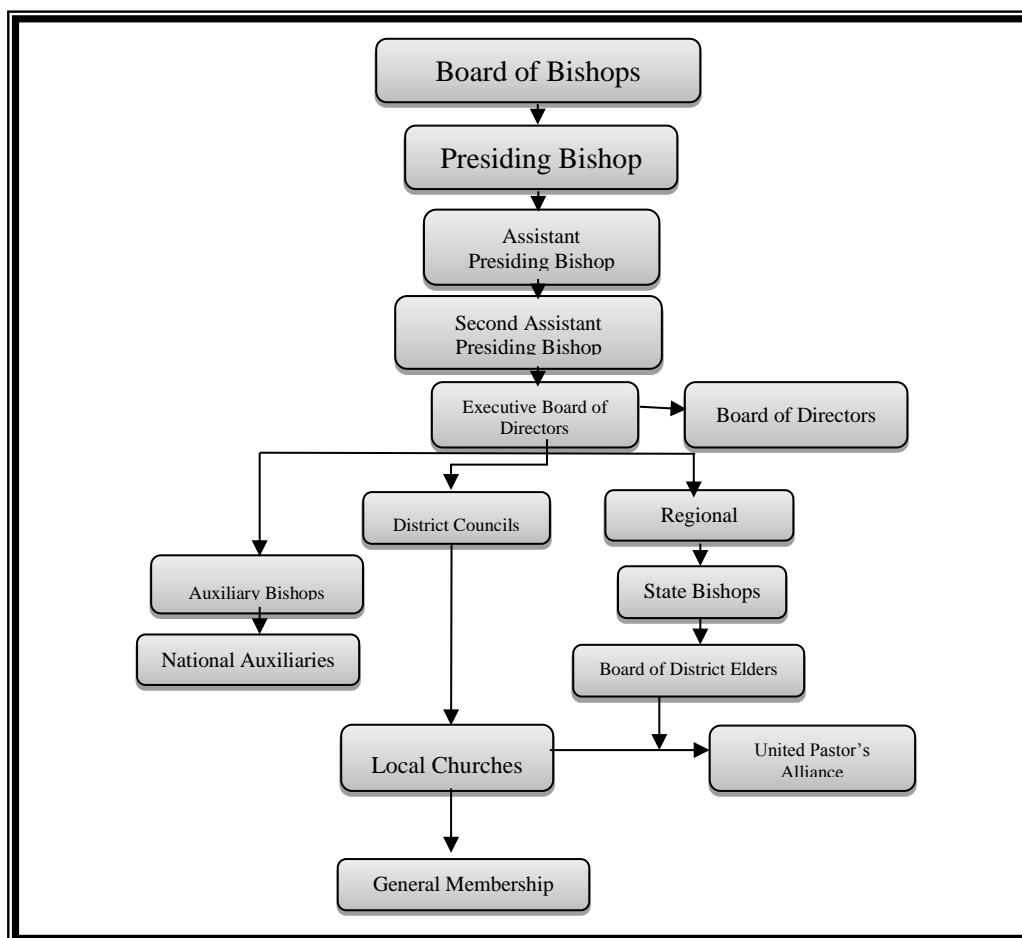 Board of Bishops
Presiding Bishop
Assistant
Presiding Bishop
Second Assistant
Presiding Bishop
Executive Board of
Directors
Board of Directors
District Councils
Regional
Auxiliary Bishops
State Bishops
National Auxiliaries
Board of District Elders
Local Churches
United Pastor’s
Alliance
General Membership